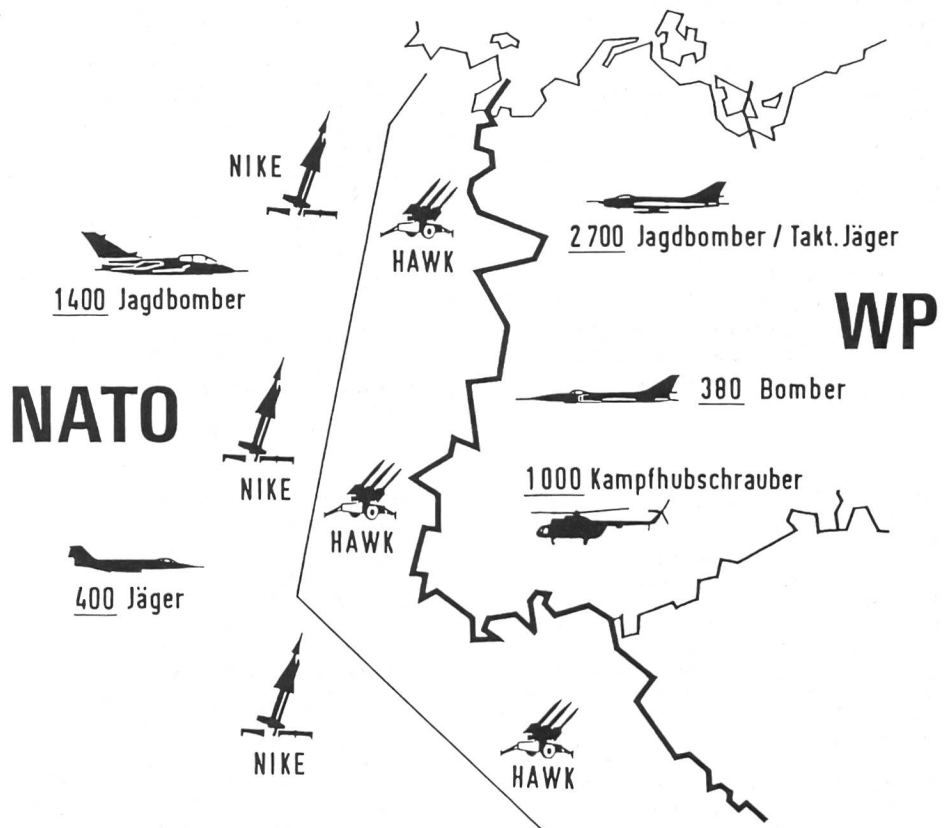 NIKE
HAWK
2700 Jagdbomber / Takt. Jäger
1400 Jagdbomber
WP
NATO
380 Bomber
NIKE
HAWK
1000 Kampfhubschrauber
400 Jäger
NIKE
HAWK